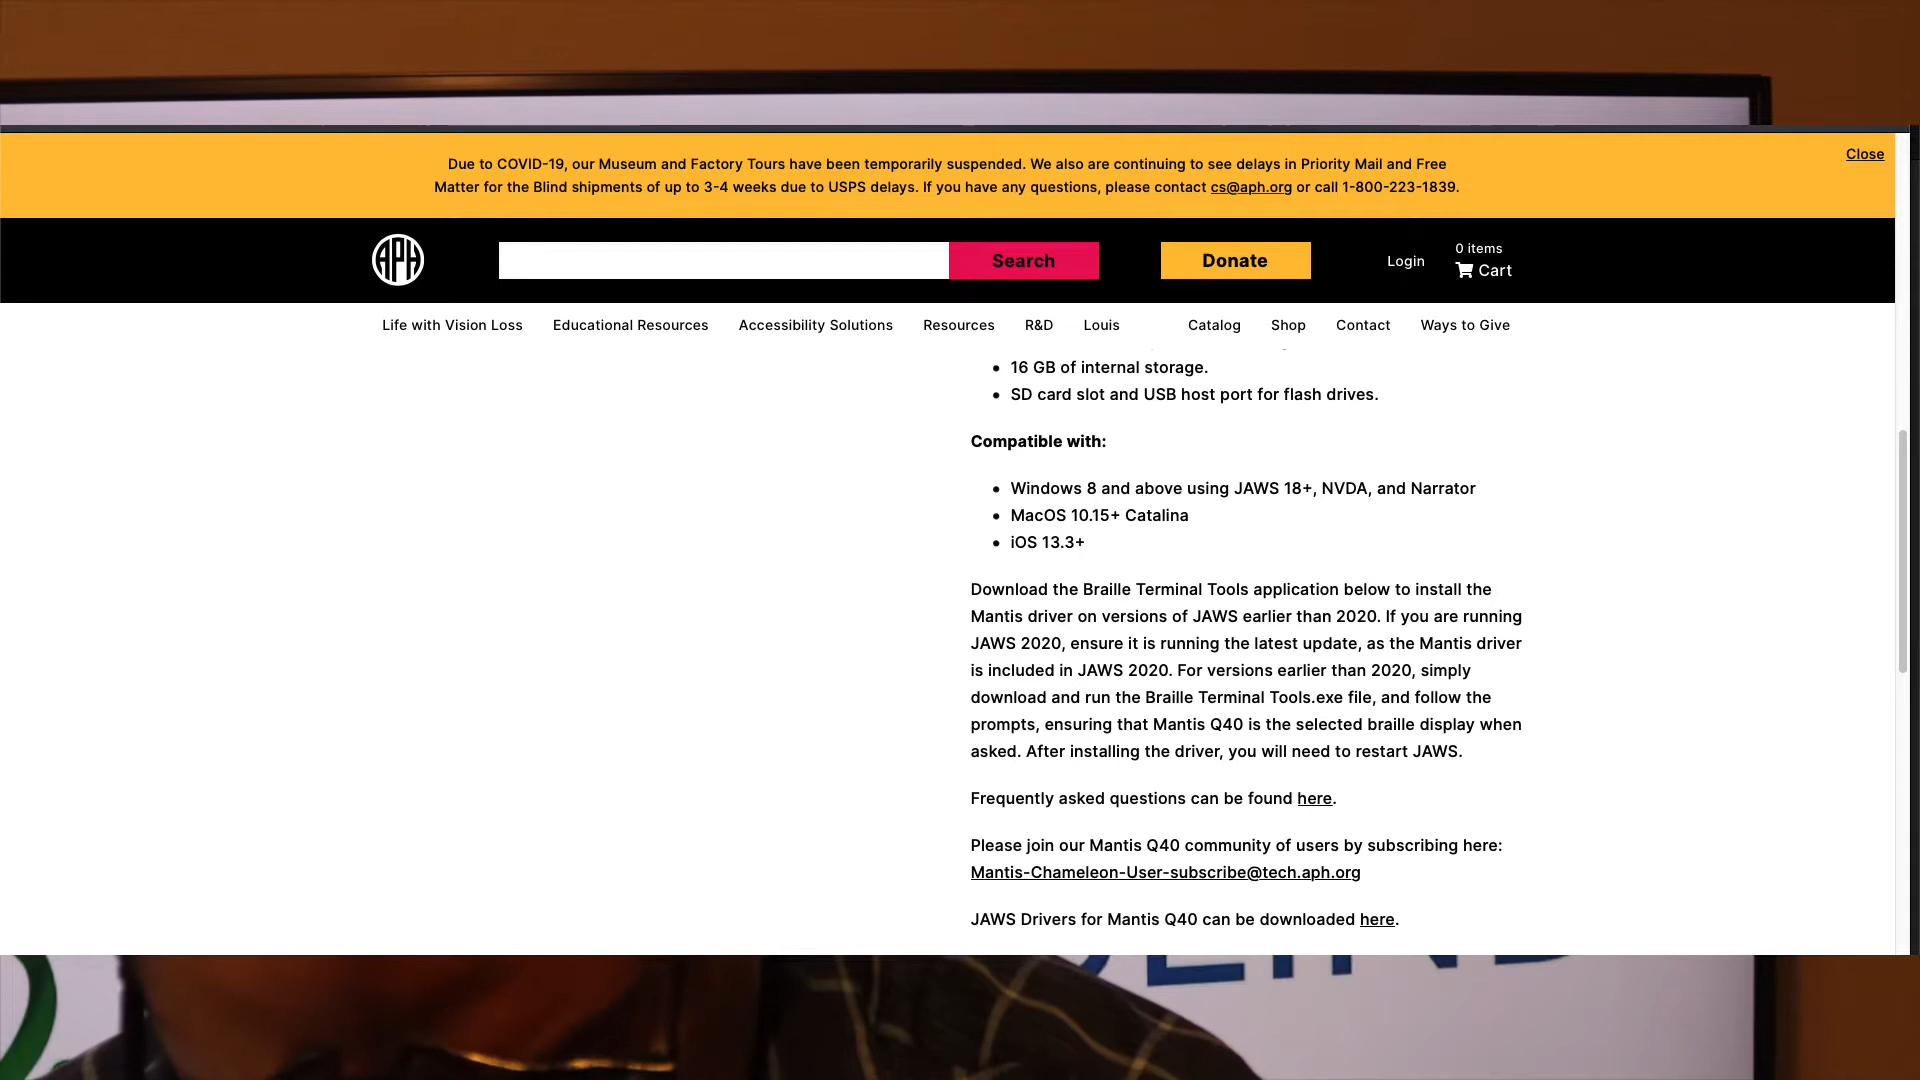 Close
Due to COVID-19, our Museum and Factory Tours have been temporarily suspended. We also are continuing to see delays in Priority Mail and Free
Matter for the Blind shipments of up to 3-4 weeks due to USPS delays. If you have any questions, please contact cs@aph.org or call 1-800-223-1839.
APH
Search
Donate
Login
0 items
Cart
Life with Vision Loss Educational Resources Accessibility Solutions Resources R&D Louis Catalog Shop Contact Ways to Give
• 16 GB of internal storage.
• SD card slot and USB host port for flash drives.
Compatible with:
• Windows 8 and above using JAWS 18+, NVDA, and Narrator
• MacOS 10.15+ Catalina
• iOS 13.3+
Download the Braille Terminal Tools application below to install the
Mantis driver on versions of JAWS earlier than 2020. If you are running
JAWS 2020, ensure it is running the latest update, as the Mantis driver
is included in JAWS 2020. For versions earlier than 2020, simply
download and run the Braille Terminal Tools.exe file, and follow the
prompts, ensuring that Mantis Q40 is the selected braille display when
asked. After installing the driver, you will need to restart JAWS.
Frequently asked questions can be found here.
Please join our Mantis Q40 community of users by subscribing here:
Mantis-Chameleon-User-subscribe@tech.aph.org
JAWS Drivers for Mantis Q40 can be downloaded here.